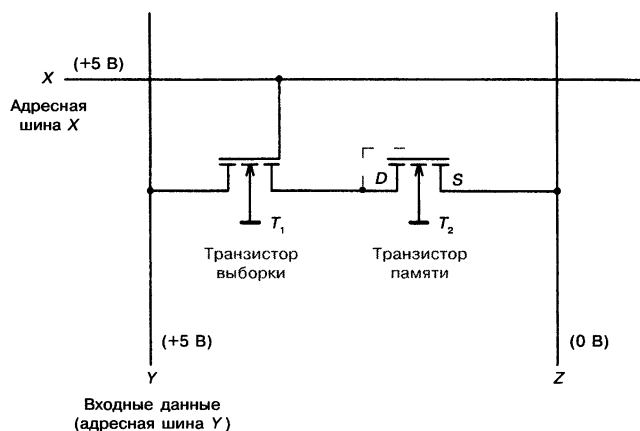 X (+5 В)
Адресная
шина X
D S
T1 T2
Транзистор
выборки
Транзистор
памяти
(+5 В) (0 В)
Y Z
Входные данные
(адресная шина Y)